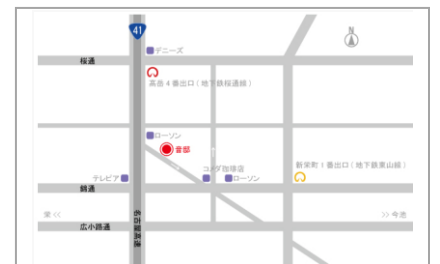 41
N
デニーズ
桜通
高岳4番出口(地下鉄桜通線)
ローソン
音邸
コメダ珈琲店
新栄町1番出口(地下鉄東山線)
テレピア
ローソン
錦通
栄<<
名古屋高速
>>今池
広小路通